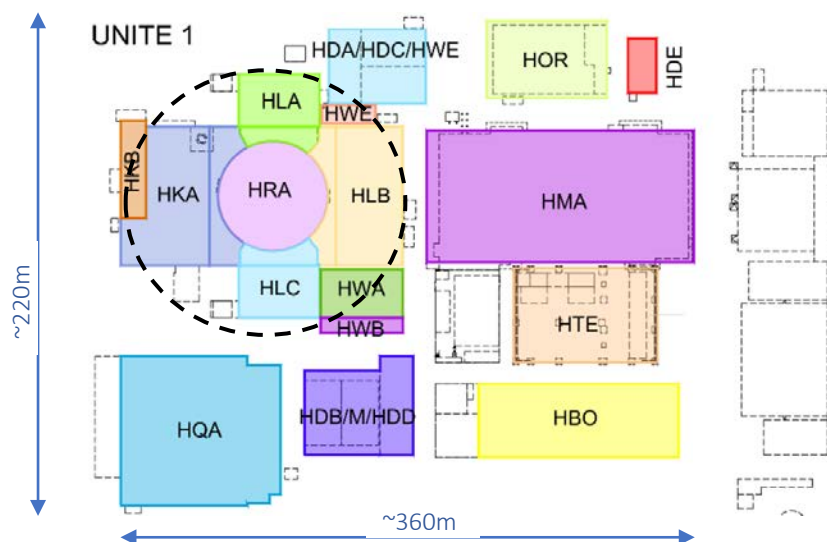 UNITE 1
HDA/HDC/HWE
HOR
HDE
HLA
HWE
HKB
HKA
HRA
HLB
HMA
HLC
HWA
HWB
HTE
~220m
HQA
HDB/M/HDD
HBO
~360m